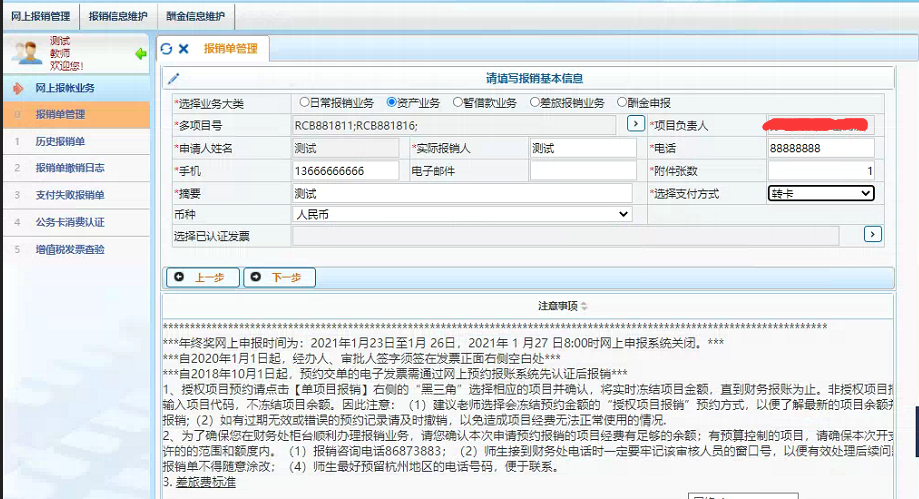 网上报销管理 报销信息维护 酬金信息维护
测试
教师
欢迎您!
报销单管理
网上报帐业务
0 报销单管理
1 历史报销单
2 报销单撤销日志
3 支付失败报销单
4 公务卡消费认证
5 增值税发票查验
请填写报销基本信息
*选择业务大类 日常报销业务 资产业务 暂借款业务 差旅报销业务 酬金申报
*多项目号 RCB881811;RCB881816; *项目负责人
*申请人姓名 测试 *实际报销人 测试 *电话 88888888
*手机 13666666666 电子邮件 *附件张数 1
*摘要 测试 *选择支付方式 转卡
币种 人民币
选择已认证发票
上一步 下一步
注意事项
***年终奖网上申报时间为：2021年1月23日至1月 26日，2021年 1 月27 日8:00时网上申报系统关闭。***
***自2020年1月1日起，经办人、审批人签字须签在发票正面右侧空白处***
***自2018年10月1日起，预约交单的电子发票需通过网上预约报账系统先认证后报销***
1、授权项目预约请点击【单项目报销】右侧的“黑三角”选择相应的项目并确认，将实时冻结项目金额，直到财务报账为止。非授权项目报
输入项目代码，不冻结项目余额。因此注意：（1）建议老师选择会冻结预约金额的“授权项目报销”预约方式，以便了解最新的项目余额并
报销;（2）如有过期无效或错误的预约记录请及时撤销，以免造成项目经费无法正常使用的情况.
2、为了确保您在财务处柜台顺利办理报销业务，请您确认本次申请预约报销的项目经费有足够的余额；有预算控制的项目，请确保本次开支
许的的范围和额度内。（1）报销咨询电话86873883；（2）师生接到财务处电话时一定要牢记该审核人员的窗口号，以便有效处理后续问
报销单不得随意涂改；（4）师生最好预留杭州地区的电话号码，便于联系。
3. 差旅费标准